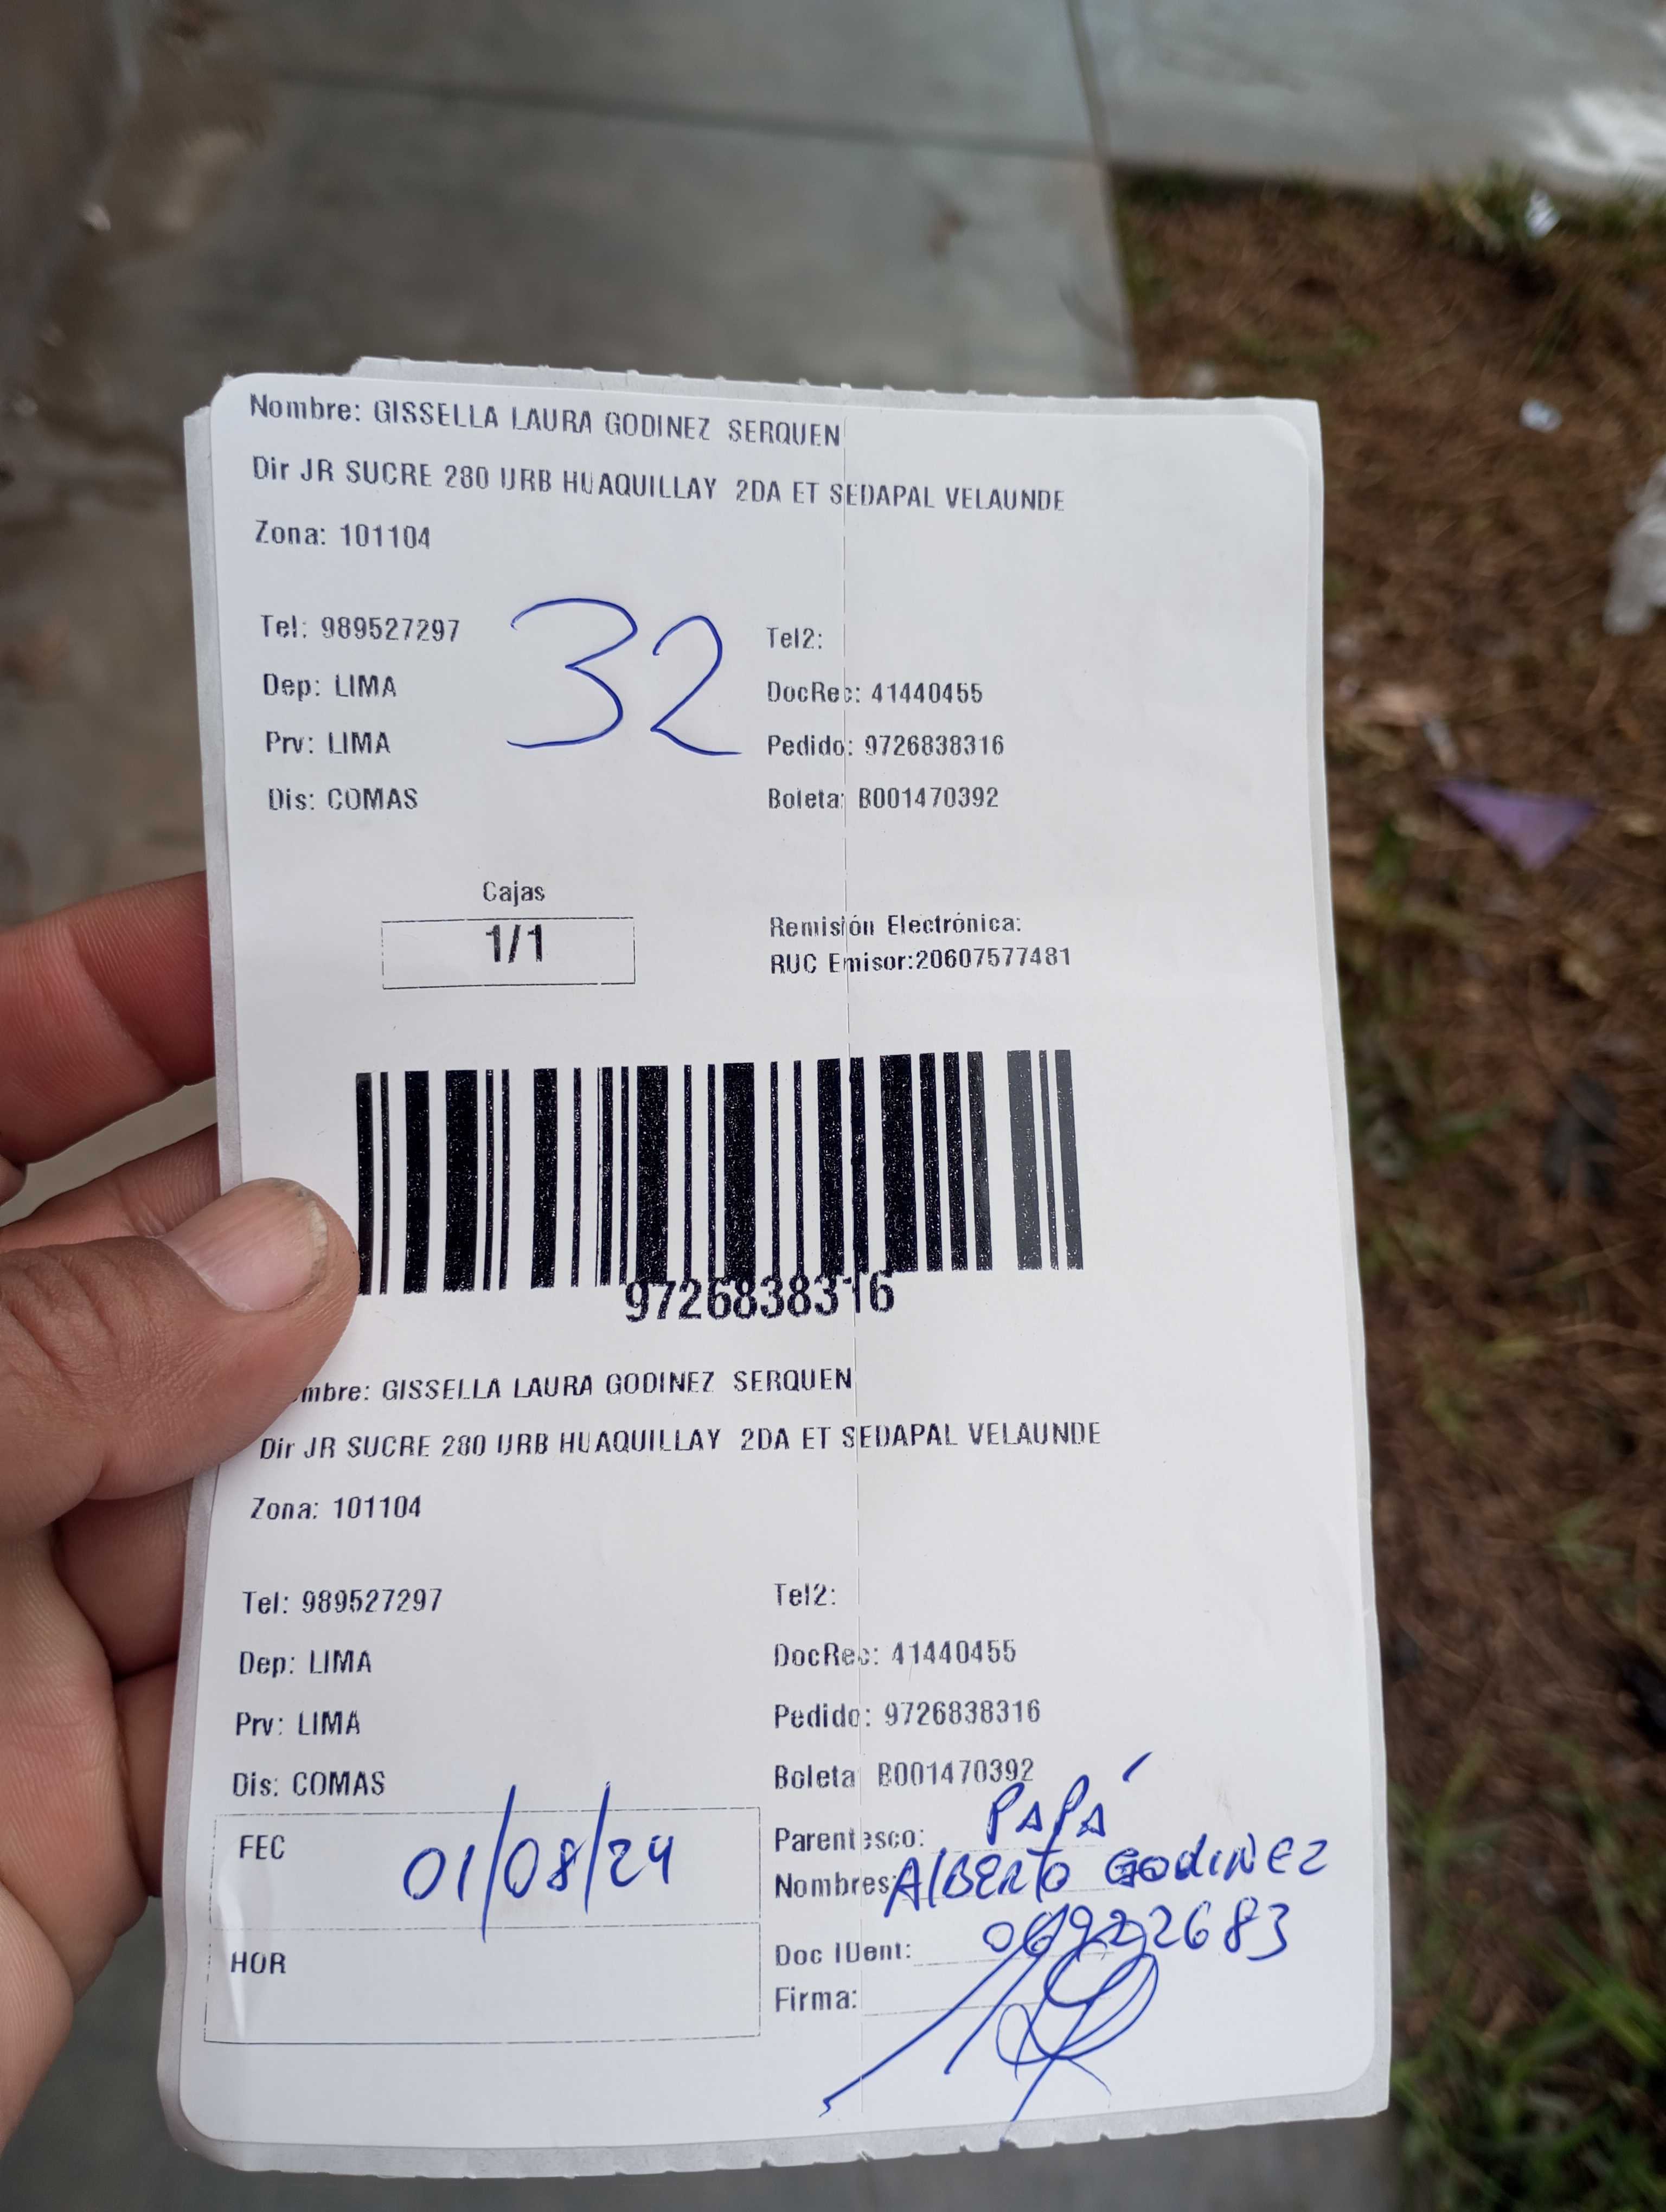 Nombre: GISSELLA LAURA GODINEZ SERQUEN
Dir JR SUCRE 280 URB HUAQUILLAY 2DA ET SEDAPAL VELAUNDE
Zona: 101104
32
Tel: 989527297 Tel2:
Dep: LIMA DocRec: 41440455
Prv: LIMA Pedido: 9726838316
Dis: COMAS Boleta: B001470392
Cajas
1/1
Remisión Electrónica:
RUC Emisor:20607577481
9726838316
mbre: GISSELLA LAURA GODINEZ SERQUEN
Dir JR SUCRE 280 URB HUAQUILLAY 2DA ET SEDAPAL VELAUNDE
Zona: 101104
Tel: 989527297 Tel2:
Dep: LIMA DocRec: 41440455
Prv: LIMA Pedido: 9726838316
Dis: COMAS Boleta B001470392
FEC 01/08/24
Parentesco: PAPÁ
Nombres: AlBERTO GODINEZ
Doc IDent:
HOR
Firma: